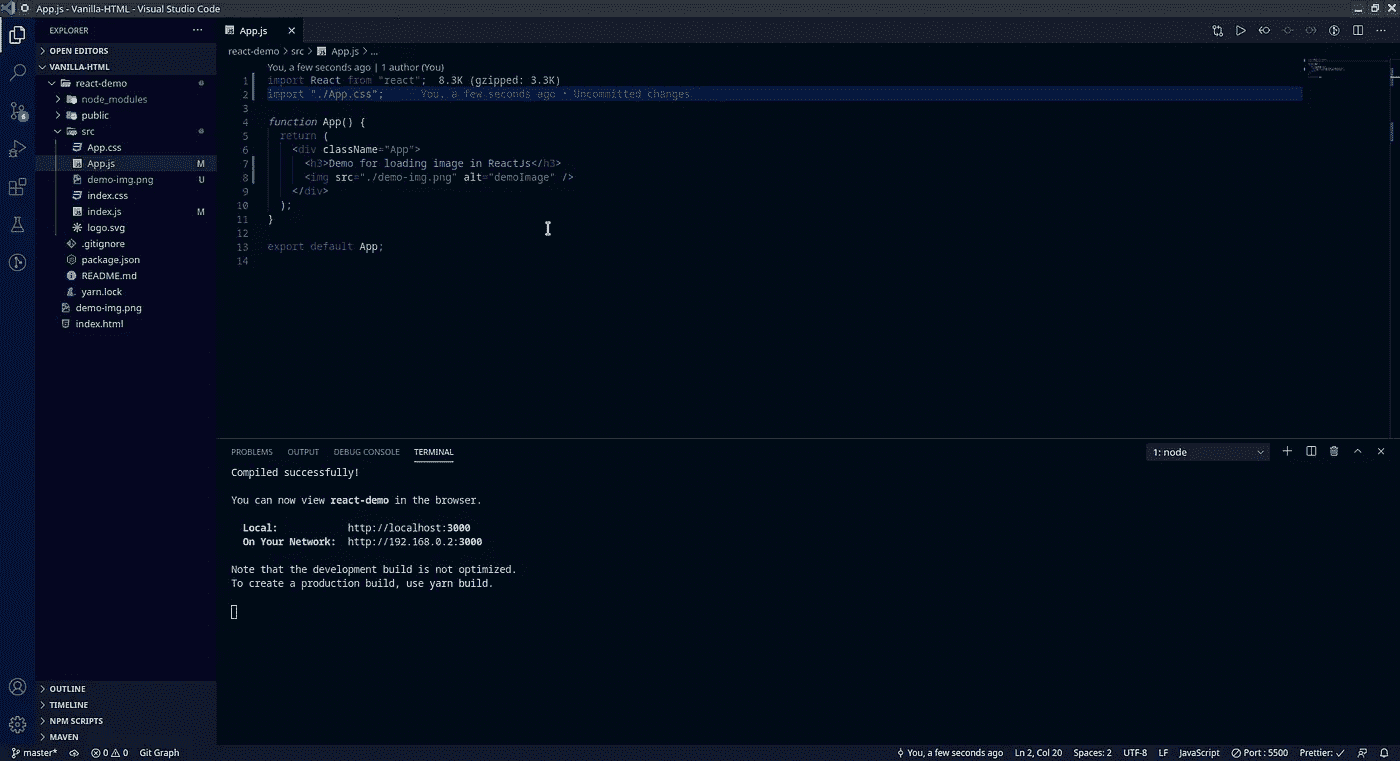 App.js - Vanilla-HTML - Visual Studio Code
EXPLORER
App.js
OPEN EDITORS
VANILLA-HTML
react-demo
node_modules
public
src
App.css
App.js M
demo-img.png U
index.css
index.js M
logo.svg
.gitignore
package.json
README.md
yarn.lock
demo-img.png
index.html
OUTLINE
TIMELINE
NPM SCRIPTS
MAVEN
6
react-demo > src > App.js > ...
You, a few seconds ago | 1 author (You)
1 import React from "react"; 8.3K (gzipped: 3.3K)
2 import "./App.css"; You, a few seconds ago • Uncommitted changes
3
4 function App() {
5 return (
6 <div className="App">
7 <h3>Demo for loading image in ReactJs</h3>
8 <img src="./demo-img.png" alt="demoImage" />
9 </div>
10 );
11 }
12
13 export default App;
14
PROBLEMS OUTPUT DEBUG CONSOLE TERMINAL 1: node
Compiled successfully!
You can now view react-demo in the browser.
Local: http://localhost:3000
On Your Network: http://192.168.0.2:3000
Note that the development build is not optimized.
To create a production build, use yarn build.
master* 0 0 Git Graph You, a few seconds ago Ln 2, Col 20 Spaces: 2 UTF-8 LF JavaScript Port : 5500 Prettier: ✓